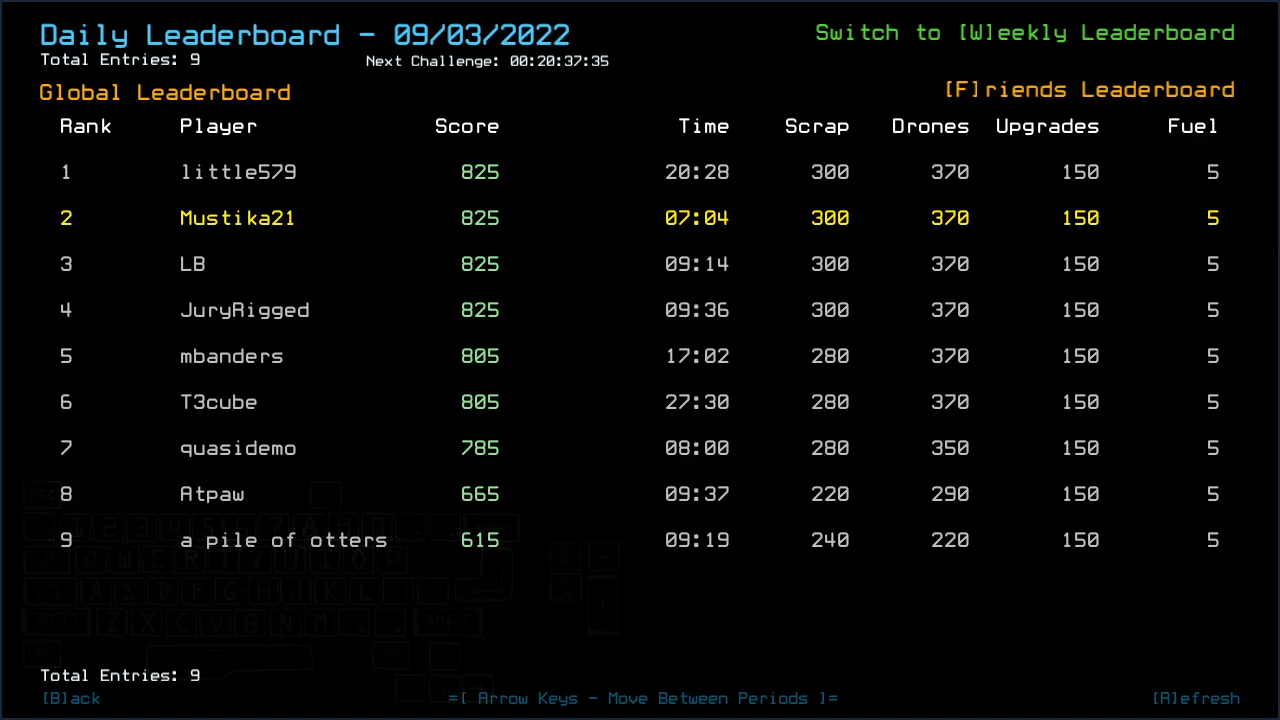 Daily Leaderboard - 09/03/2022
Switch to [W]eekly Leaderboard
Total Entries: 9
Next Challenge: 00:20:37:35
Global Leaderboard
[F]riends Leaderboard
Rank Player Score Time Scrap Drones Upgrades Fuel
1 little579 825 20:28 300 370 150 5
2 Mustika21 825 07:04 300 370 150 5
3 LB 825 09:14 300 370 150 5
4 JuryRigged 825 09:36 300 370 150 5
5 mbanders 805 17:02 280 370 150 5
6 T3cube 805 27:30 280 370 150 5
7 quasidemo 785 08:00 280 350 150 5
8 Atpaw 665 09:37 220 290 150 5
9 a pile of otters 615 09:19 240 220 150 5
Total Entries: 9
[B]ack
=[ Arrow Keys - Move Between Periods ]=
[R]efresh